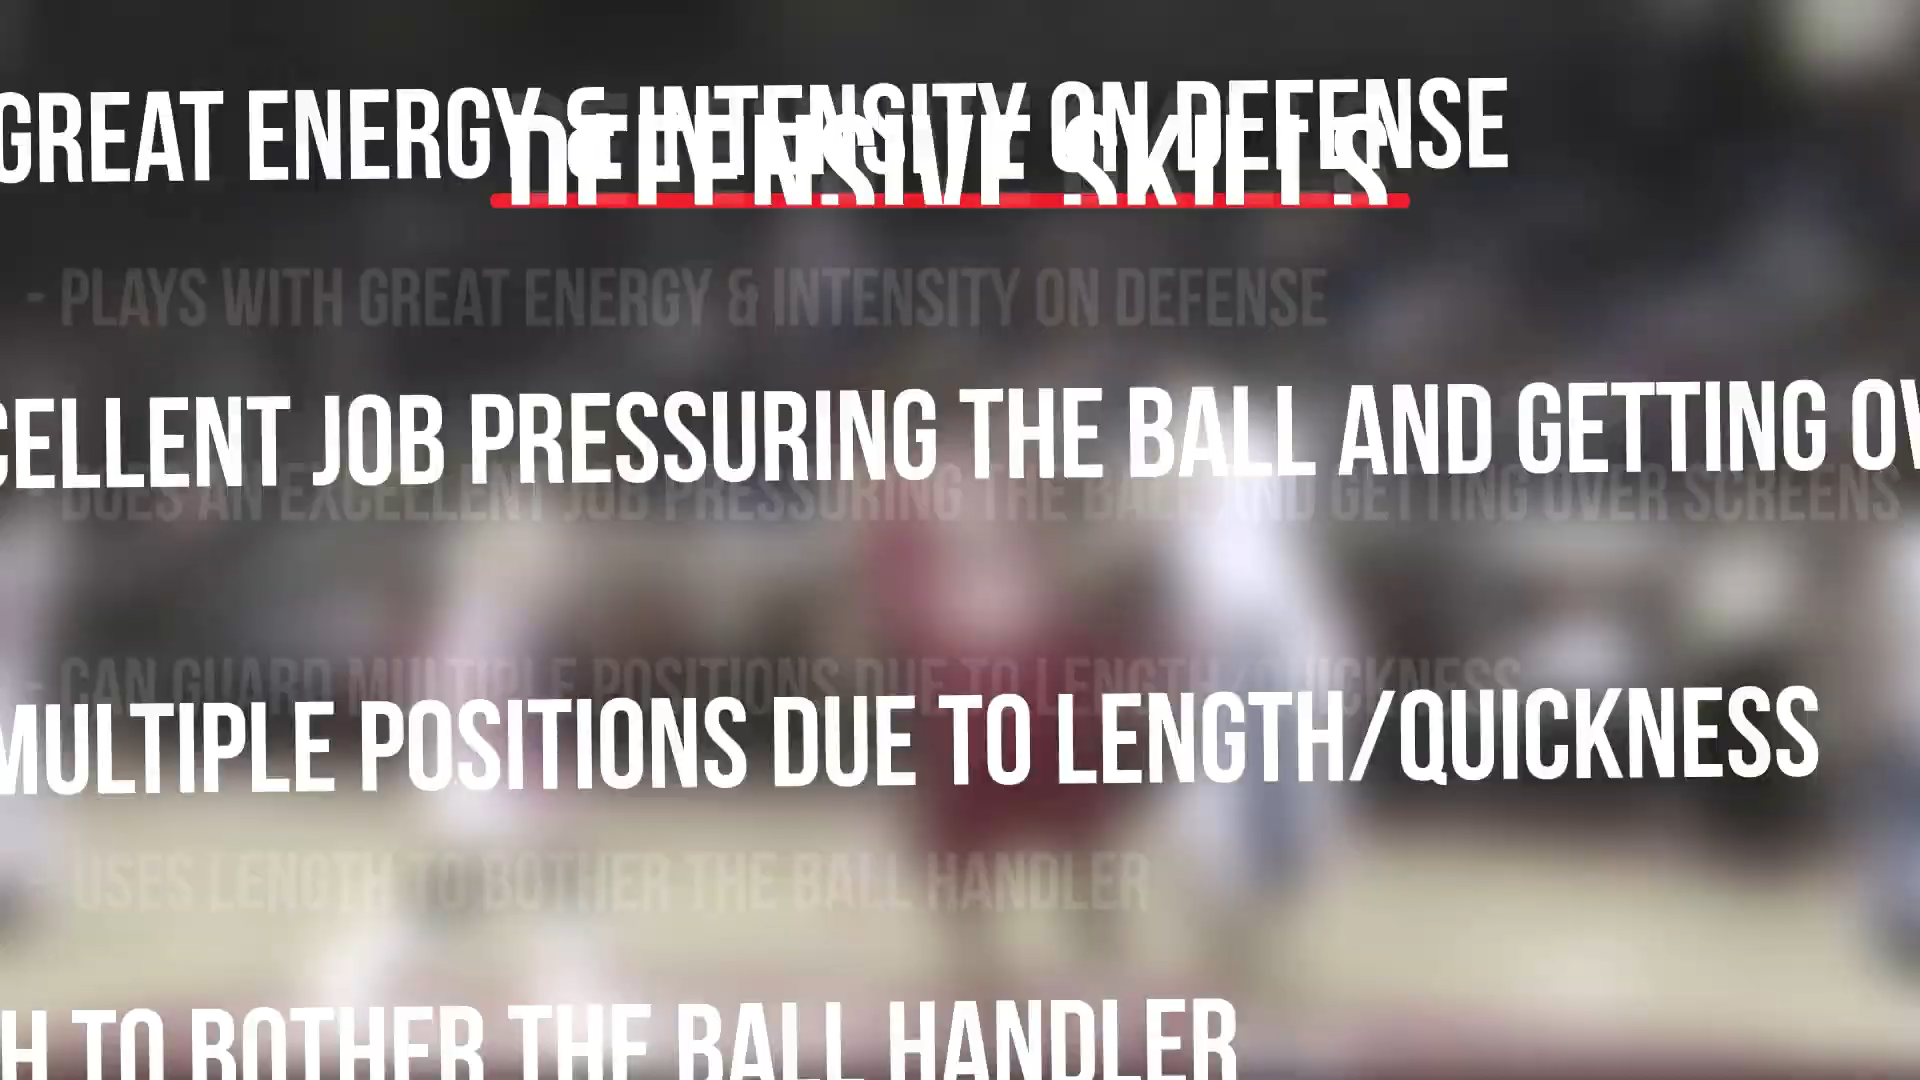 GREAT ENERGY & INTENSITY ON DEFENSE
DEFENSIVE SKILLS
- PLAYS WITH GREAT ENERGY & INTENSITY ON DEFENSE
CELLENT JOB PRESSURING THE BALL AND GETTING OV
- DOES AN EXCELLENT JOB PRESSURING THE BALL AND GETTING OVER SCREENS
- CAN GUARD MULTIPLE POSITIONS DUE TO LENGTH/QUICKNESS
MULTIPLE POSITIONS DUE TO LENGTH/QUICKNESS
- USES LENGTH TO BOTHER THE BALL HANDLER
H TO BOTHER THE BALL HANDLER